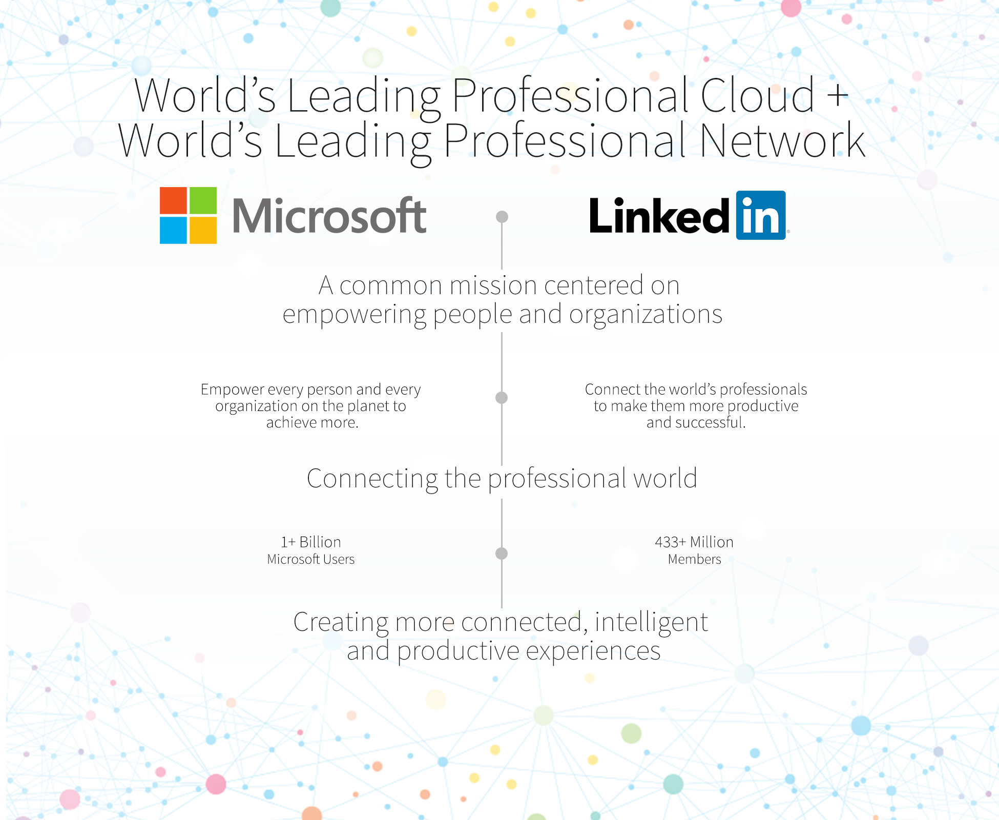 World’s Leading Professional Cloud +
World’s Leading Professional Network
Microsoft
Linked in
A common mission centered on
empowering people and organizations
Empower every person and every
organization on the planet to
achieve more.
Connect the world’s professionals
to make them more productive
and successful.
Connecting the professional world
1+ Billion
Microsoft Users
433+ Million
Members
Creating more connected, intelligent
and productive experiences